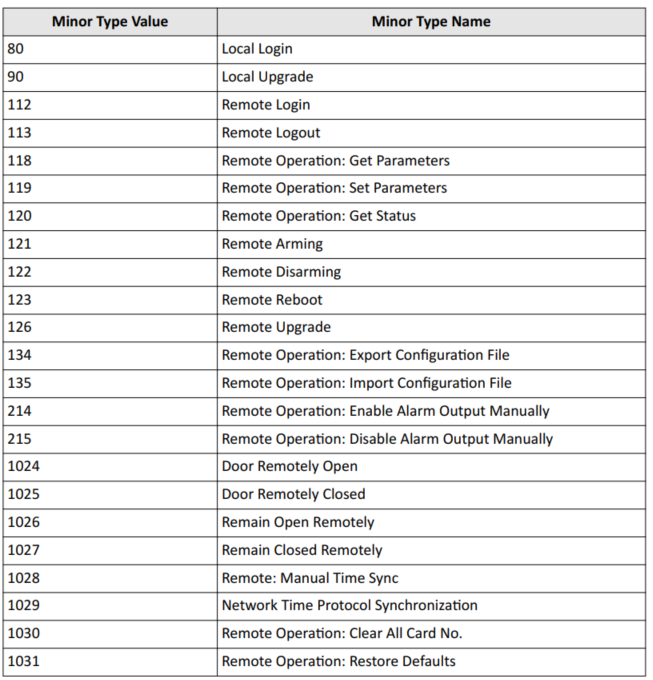 Minor Type Value Minor Type Name
80 Local Login
90 Local Upgrade
112 Remote Login
113 Remote Logout
118 Remote Operation: Get Parameters
119 Remote Operation: Set Parameters
120 Remote Operation: Get Status
121 Remote Arming
122 Remote Disarming
123 Remote Reboot
126 Remote Upgrade
134 Remote Operation: Export Configuration File
135 Remote Operation: Import Configuration File
214 Remote Operation: Enable Alarm Output Manually
215 Remote Operation: Disable Alarm Output Manually
1024 Door Remotely Open
1025 Door Remotely Closed
1026 Remain Open Remotely
1027 Remain Closed Remotely
1028 Remote: Manual Time Sync
1029 Network Time Protocol Synchronization
1030 Remote Operation: Clear All Card No.
1031 Remote Operation: Restore Defaults